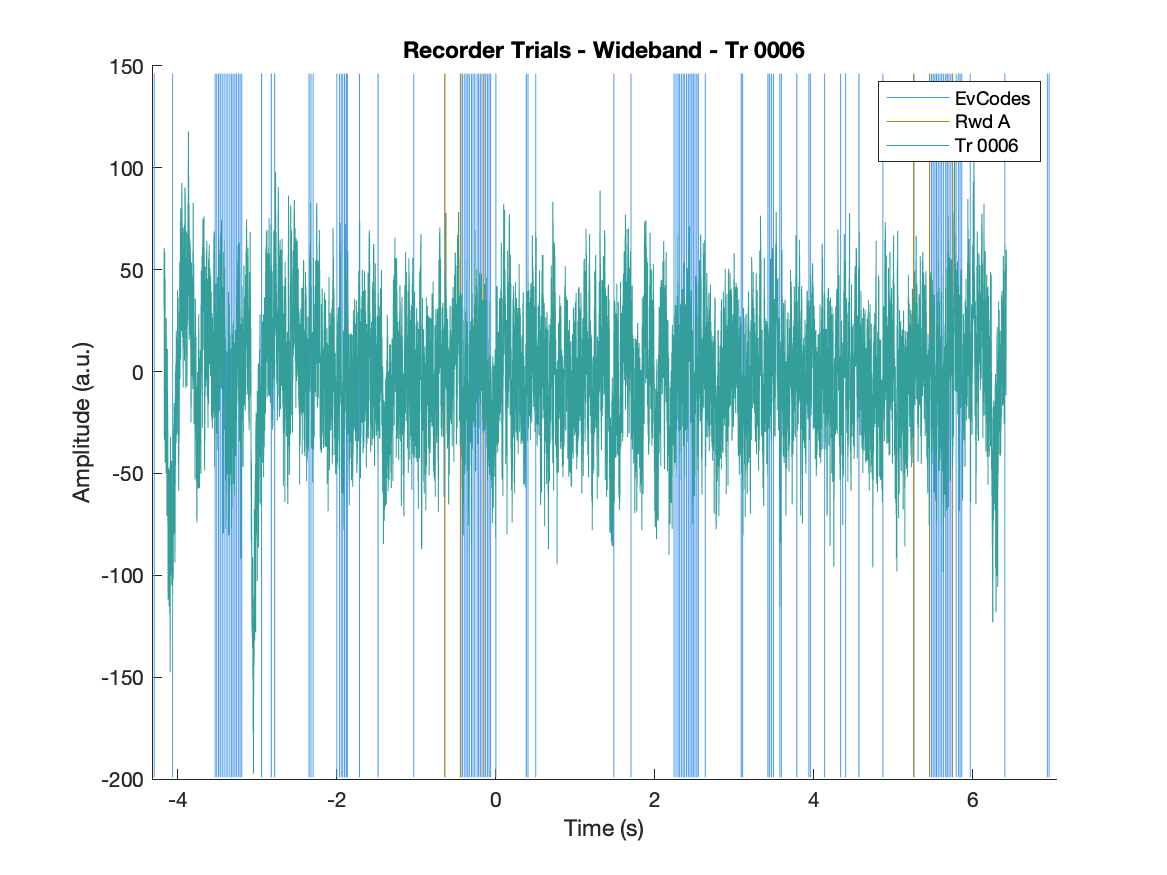 Recorder Trials - Wideband - Tr 0006
150
100
50
0
-50
-100
-150
-200
Amplitude (a.u.)
EvCodes
Rwd A
Tr 0006
-4
-2
0
2
4
6
Time (s)